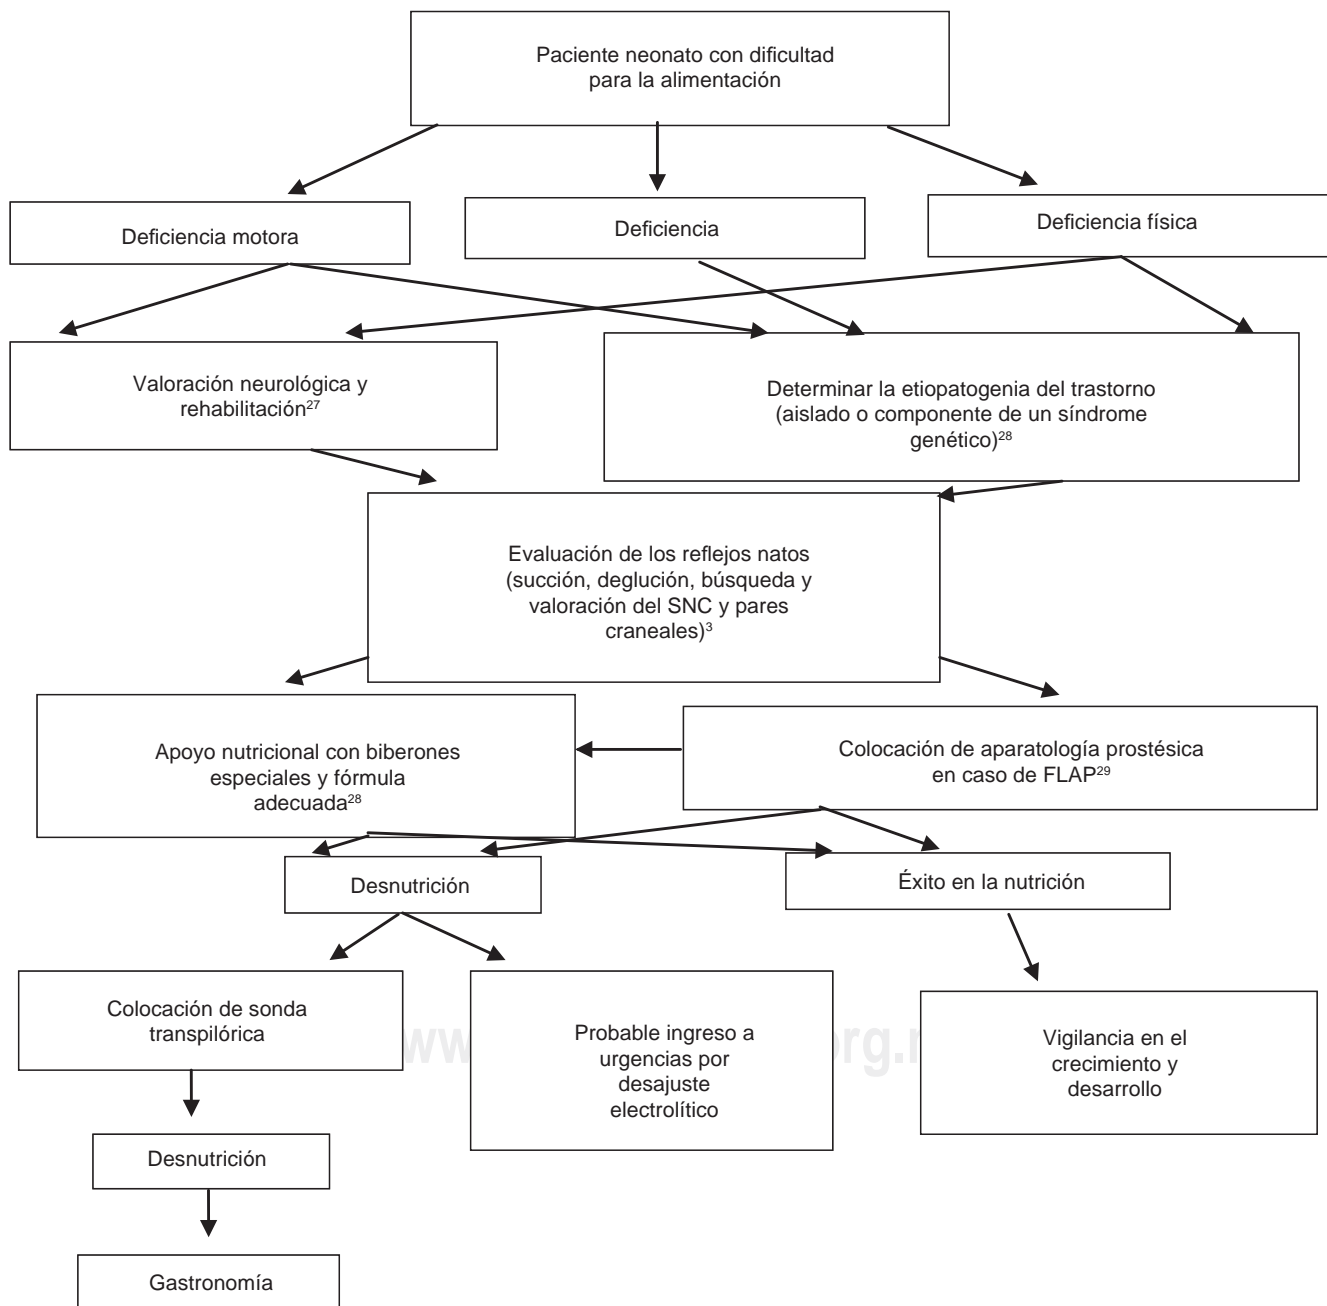 Paciente neonato con dificultad
para la alimentación
Deficiencia motora
Deficiencia
Deficiencia física
Valoración neurológica y
rehabilitación27
Determinar la etiopatogenia del trastorno
(aislado o componente de un síndrome
genético)28
Evaluación de los reflejos natos
(succión, deglución, búsqueda y
valoración del SNC y pares
craneales)3
Apoyo nutricional con biberones
especiales y fórmula
adecuada28
Colocación de aparatología prostésica
en caso de FLAP29
Desnutrición
Éxito en la nutrición
Colocación de sonda
transpilórica
Probable ingreso a
urgencias por
desajuste
electrolítico
Vigilancia en el
crecimiento y
desarrollo
Desnutrición
Gastronomía